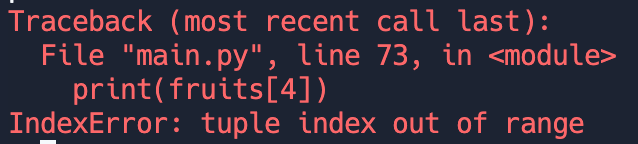 Traceback (most recent call last):
  File "main.py", line 73, in <module>
    print(fruits[4])
IndexError: tuple index out of range